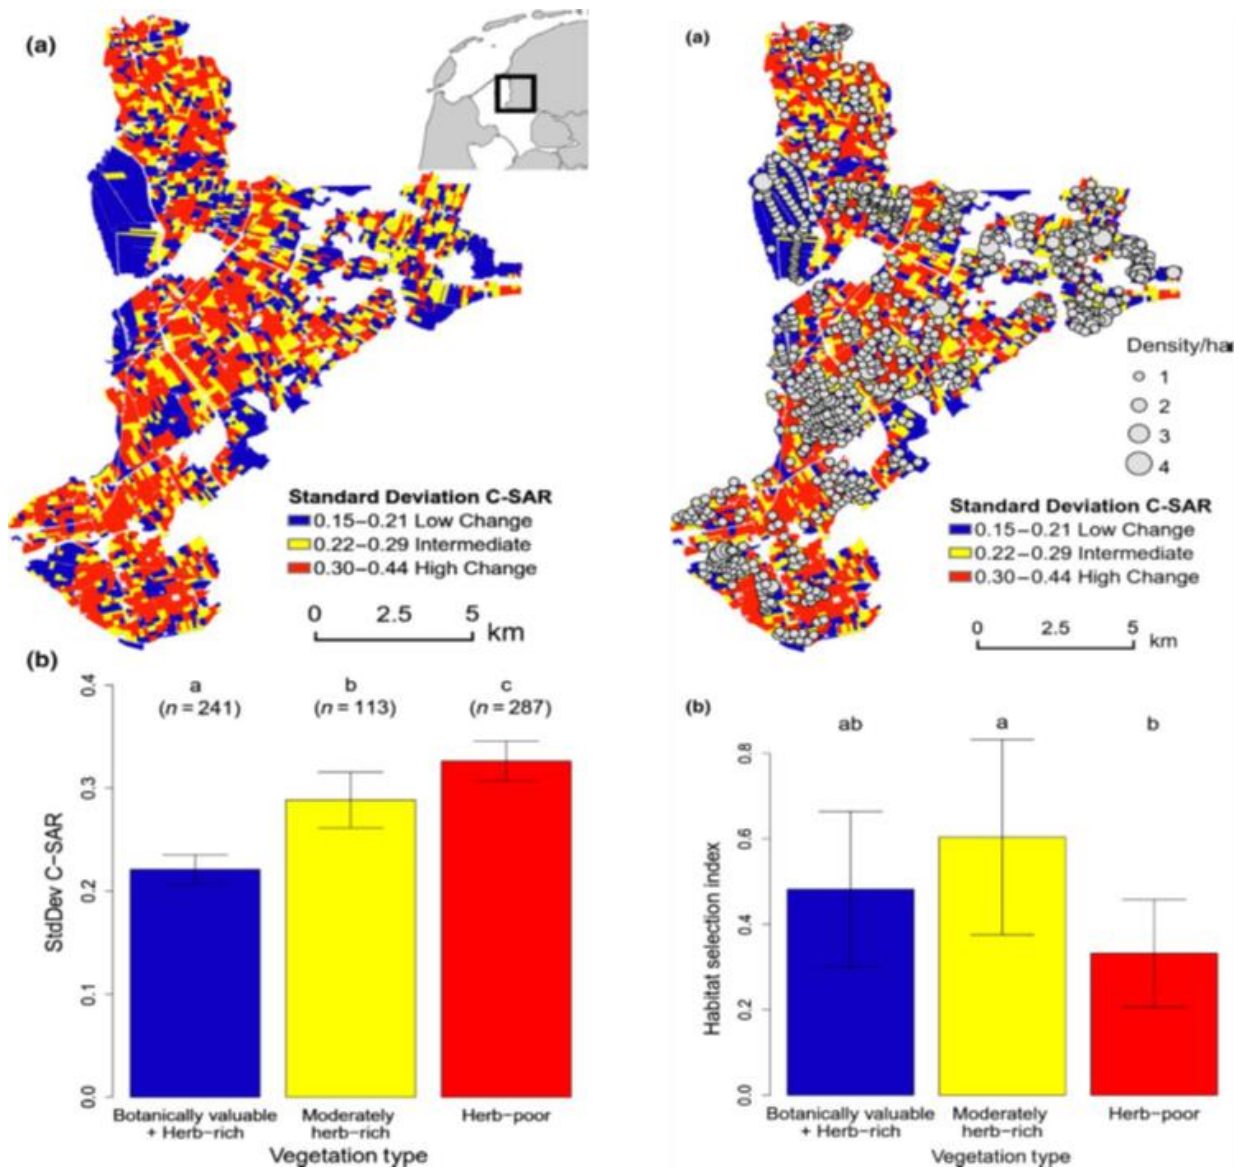 (a)
Standard Deviation C-SAR
0.15-0.21 Low Change
0.22-0.29 Intermediate
0.30-0.44 High Change
0 2.5 5
km
(b)
a b c
(n = 241) (n = 113) (n = 287)
0.4
0.3
0.2
0.1
0.0
StdDev C-SAR
Botanically valuable Moderately Herb-poor
+ Herb-rich herb-rich
Vegetation type
(a)
Density/ha
1
2
3
4
Standard Deviation C-SAR
0.15-0.21 Low Change
0.22-0.29 Intermediate
0.30-0.44 High Change
0 2.5 5
km
(b)
ab a b
0.8
0.6
0.4
0.2
0.0
Habitat selection index
Botanically valuable Moderately Herb-poor
+ Herb-rich herb-rich
Vegetation type